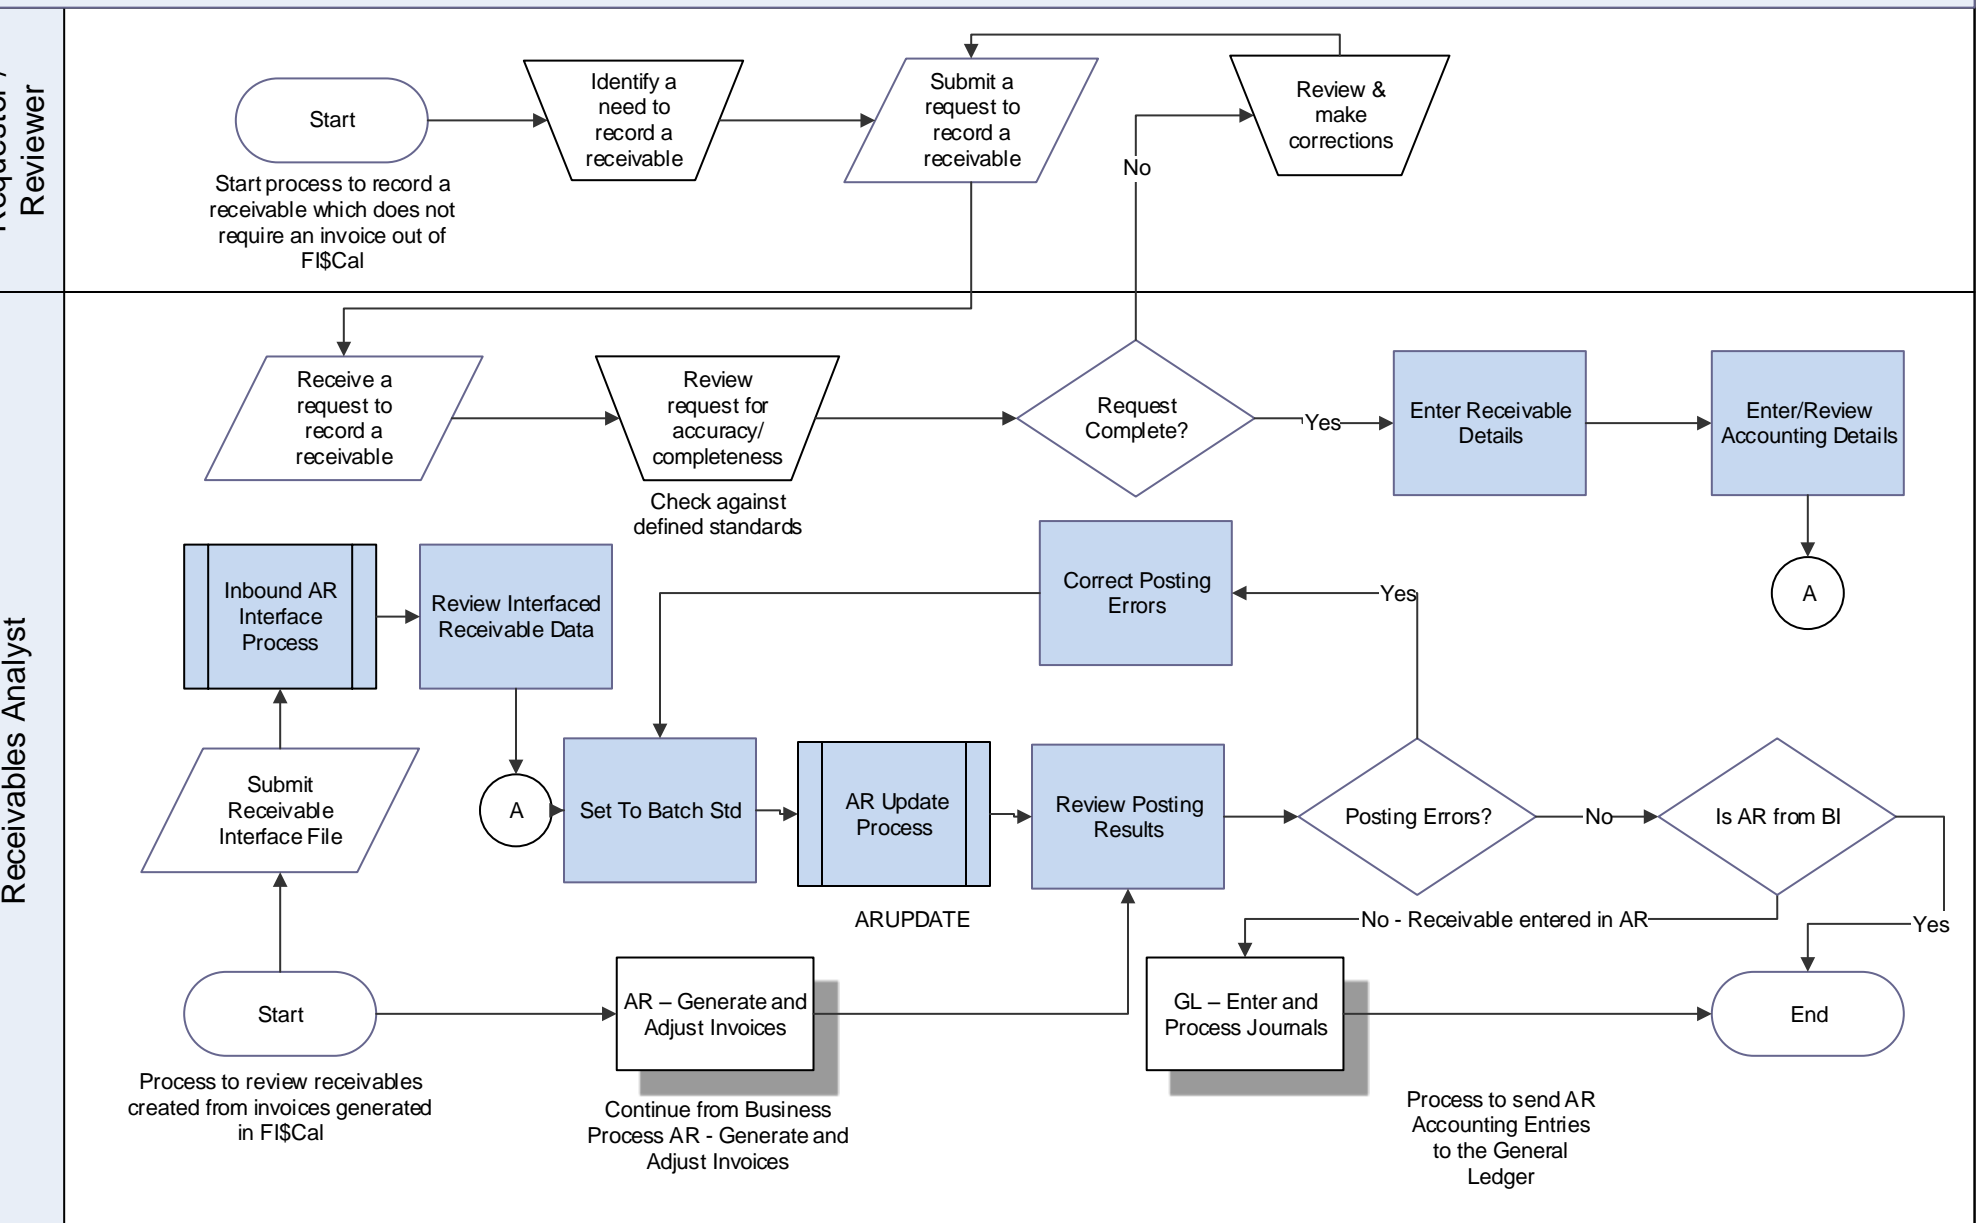 Reviewer
Start
Start process to record a
receivable which does not
require an invoice out of
FI$Cal
Identify a
need to
record a
receivable
Submit a
request to
record a
receivable
Review &
make
corrections
No
Receivables Analyst
Receive a
request to
record a
receivable
Review
request for
accuracy/
completeness
Check against
defined standards
Request
Complete?
Yes
Enter Receivable
Details
Enter/Review
Accounting Details
A
Inbound AR
Interface
Process
Review Interfaced
Receivable Data
Correct Posting
Errors
Yes
Submit
Receivable
Interface File
A
Set To Batch Std
AR Update
Process
ARUPDATE
Review Posting
Results
Posting Errors?
No
Is AR from BI
No - Receivable entered in AR
Yes
Start
Process to review receivables
created from invoices generated
in FI$Cal
AR – Generate and
Adjust Invoices
Continue from Business
Process AR - Generate and
Adjust Invoices
GL – Enter and
Process Journals
Process to send AR
Accounting Entries
to the General
Ledger
End